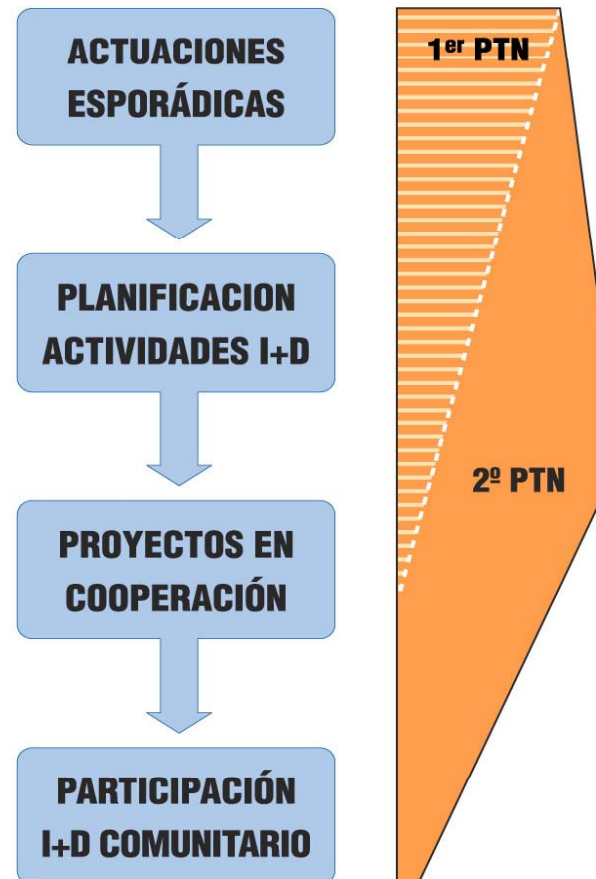 ACTUACIONES
ESPORÁDICAS
1er PTN
PLANIFICACION
ACTIVIDADES I+D
2º PTN
PROYECTOS EN
COOPERACIÓN
PARTICIPACIÓN
I+D COMUNITARIO